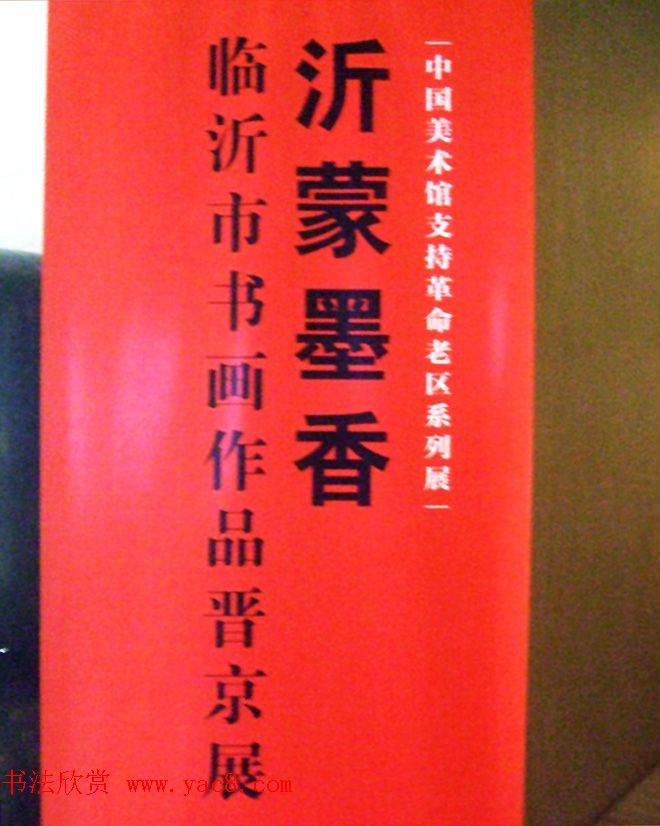 —中国美术馆支持革命老区系列展—
沂蒙墨香
临沂市书画作品晋京展
书法欣赏 www.yac8.com